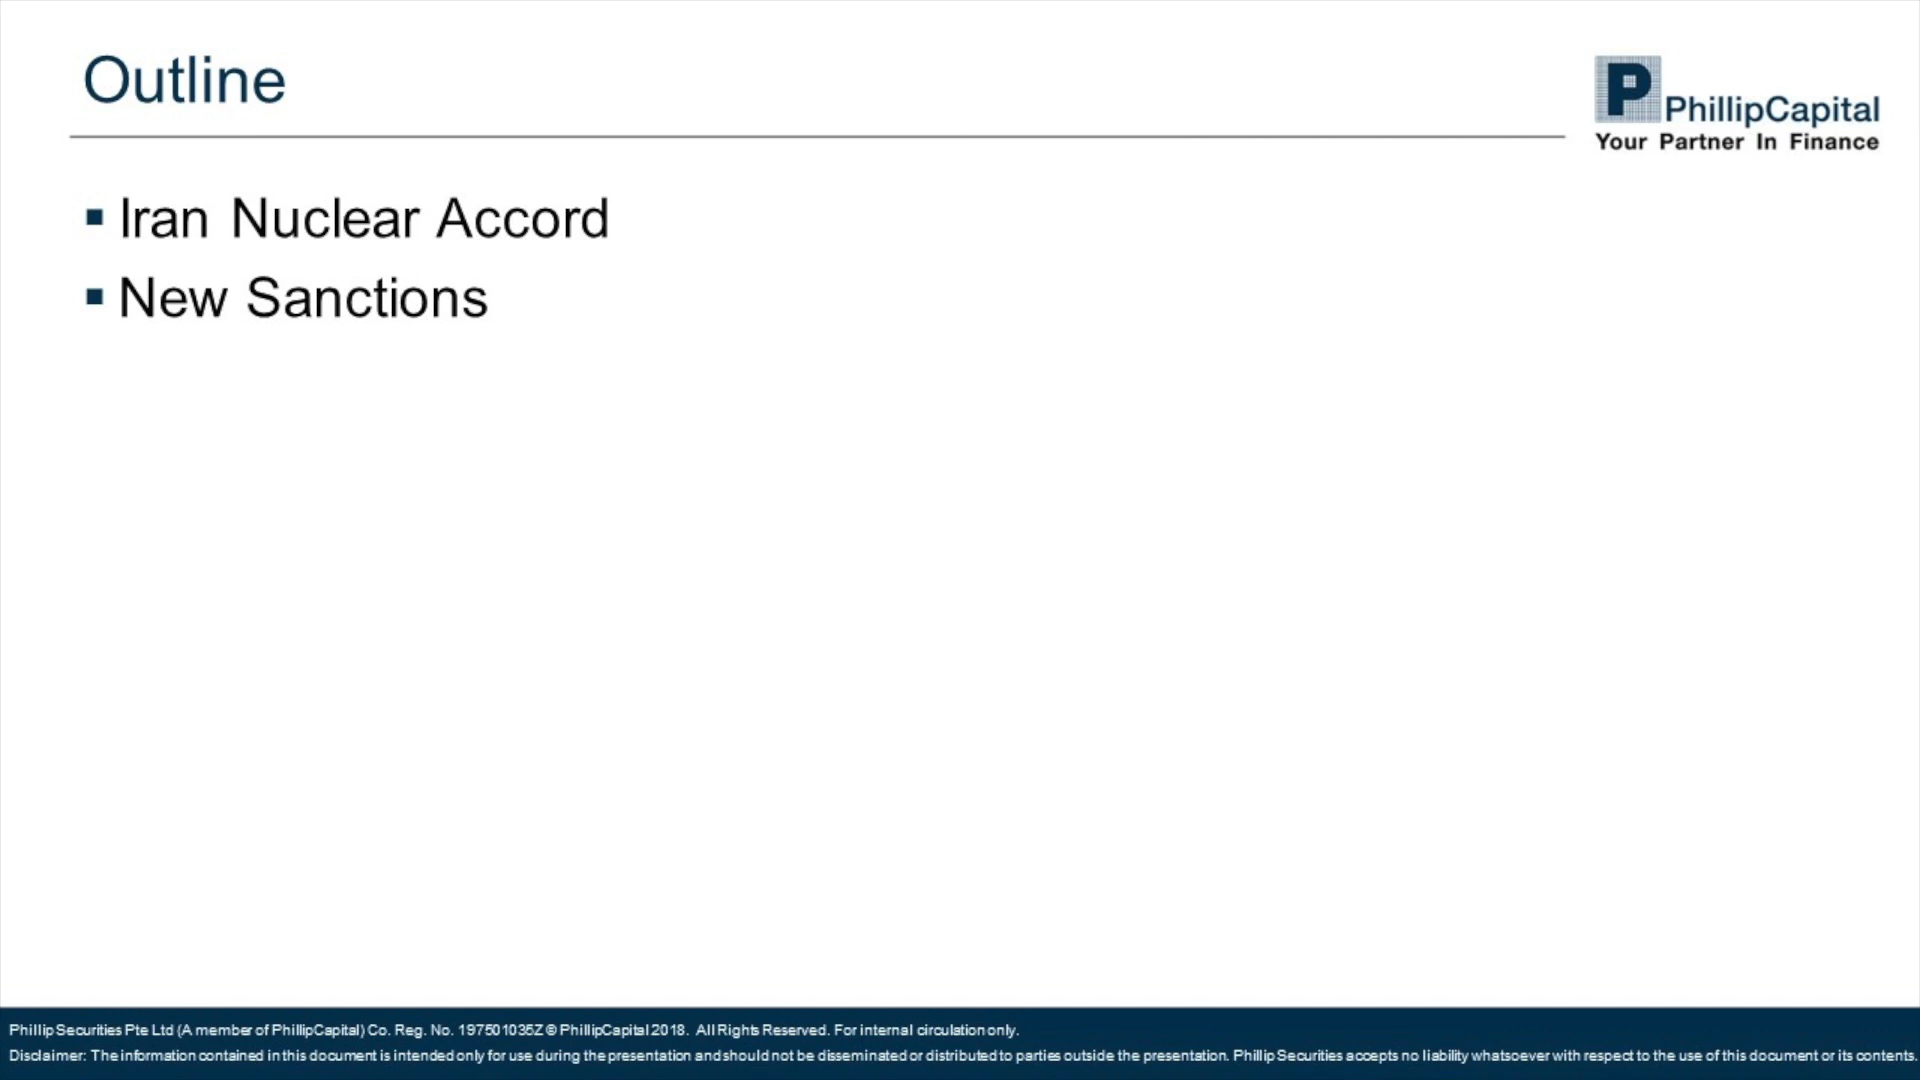 Outline
P
PhillipCapital
Your Partner In Finance
Iran Nuclear Accord
New Sanctions
Phillip Securities Pte Ltd (A member of PhillipCapital) Co. Reg. No. 197501035Z © PhillipCapital 2018. All Rights Reserved. For internal circulation only.
Disclaimer: The information contained in this document is intended only for use during the presentation and should not be disseminated or distributed to parties outside the presentation. Phillip Securities accepts no liability whatsoever with respect to the use of this document or its contents.